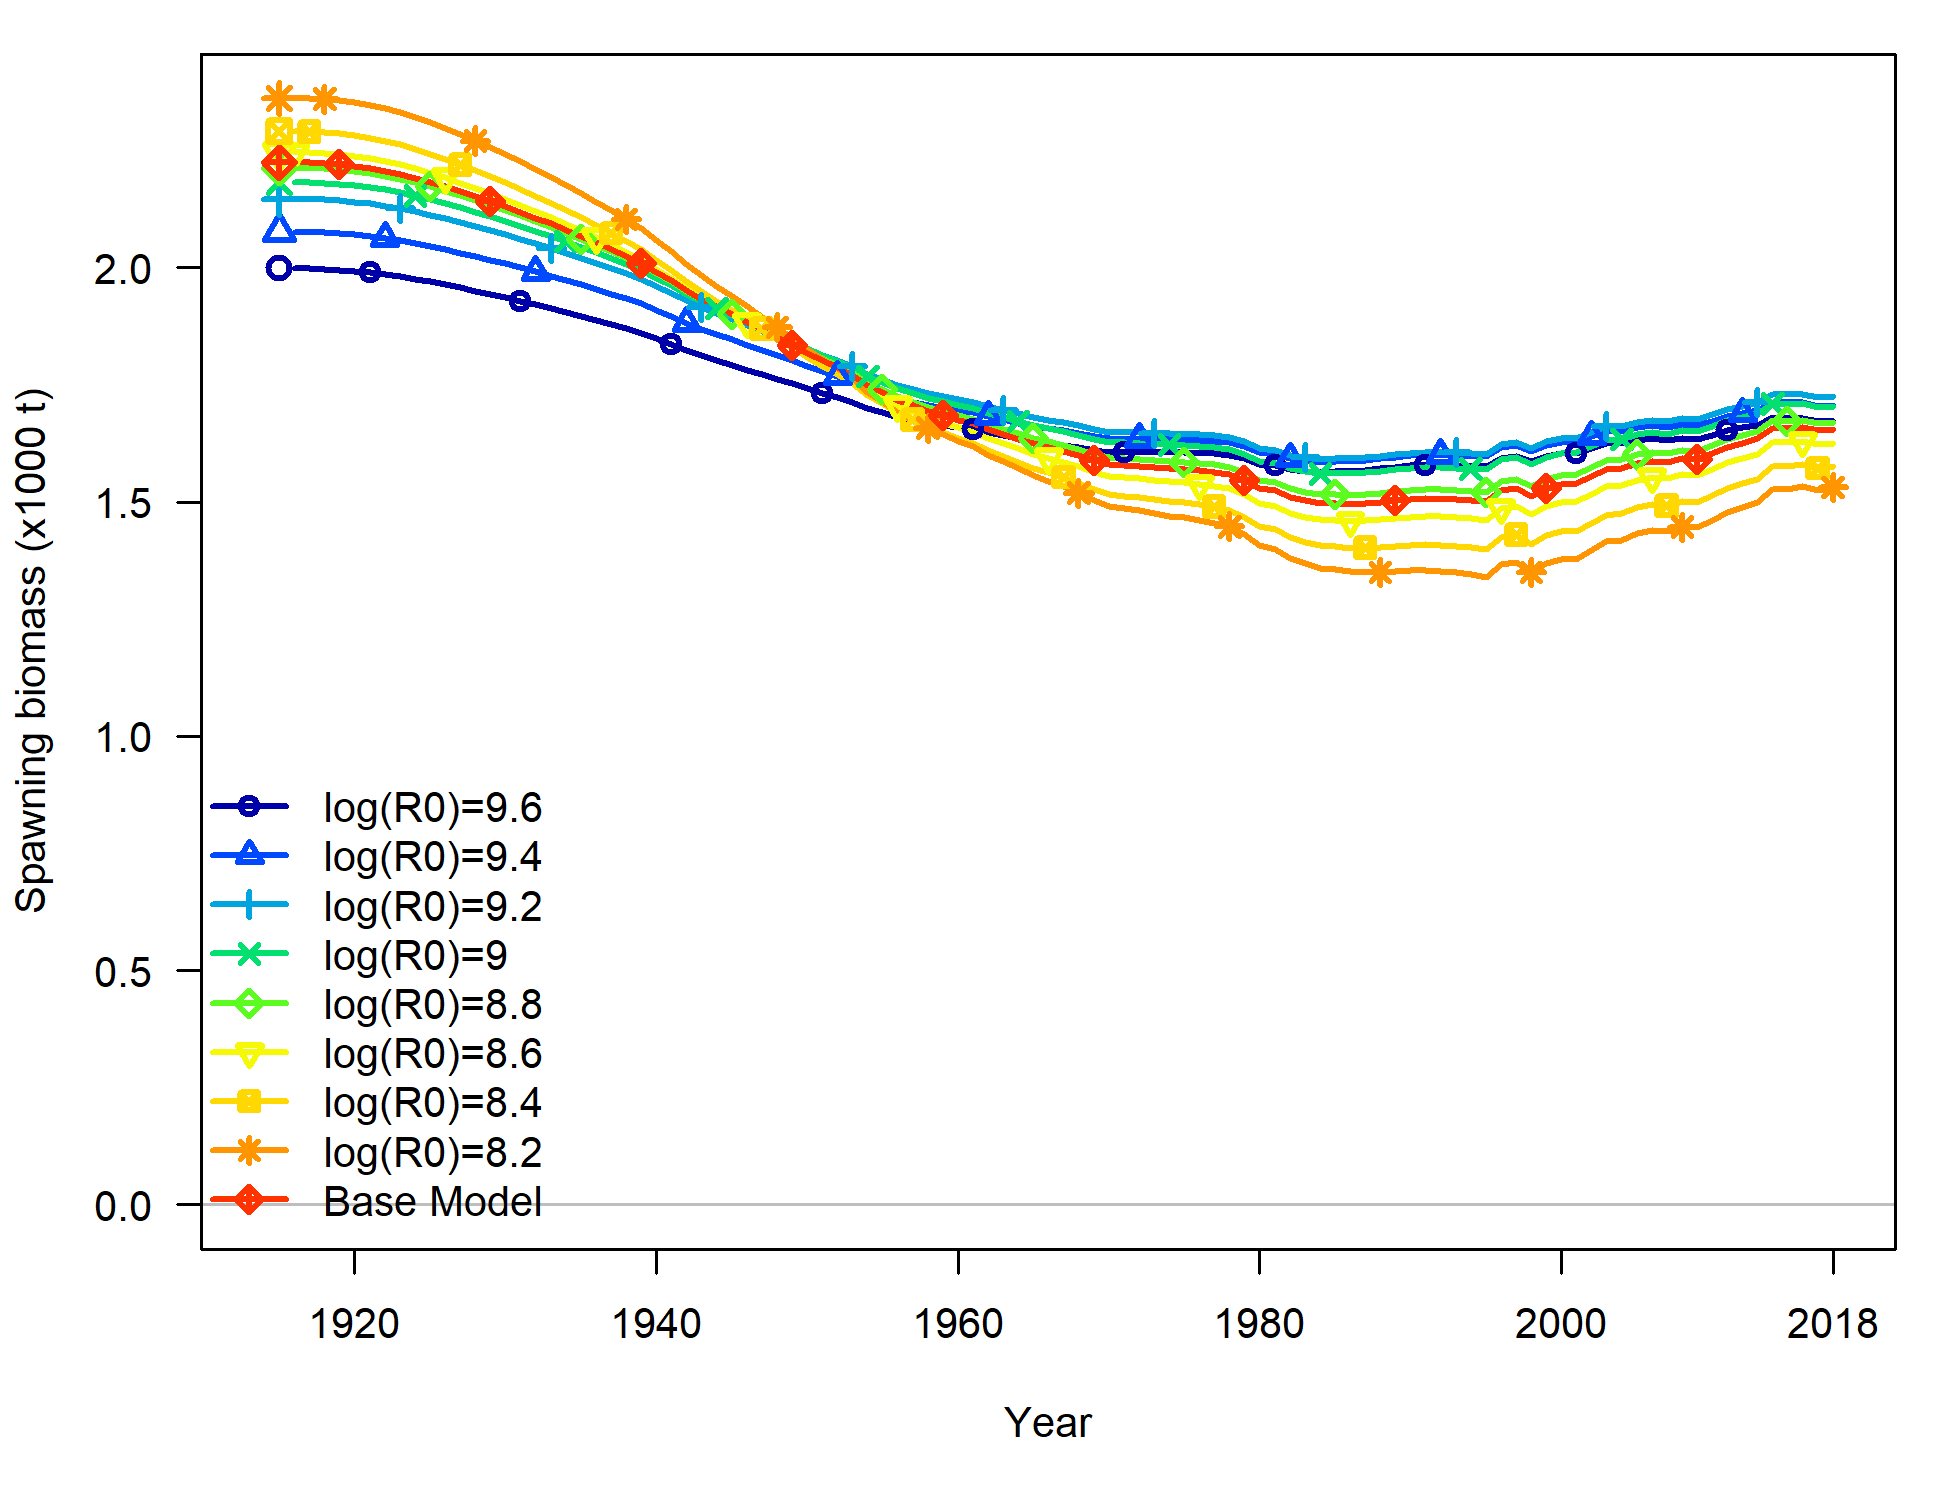 Spawning biomass (x1000 t)
2.0
1.5
1.0
0.5
0.0
log(R0)=9.6
log(R0)=9.4
log(R0)=9.2
log(R0)=9
log(R0)=8.8
log(R0)=8.6
log(R0)=8.4
log(R0)=8.2
Base Model
1920 1940 1960 1980 2000 2018
Year